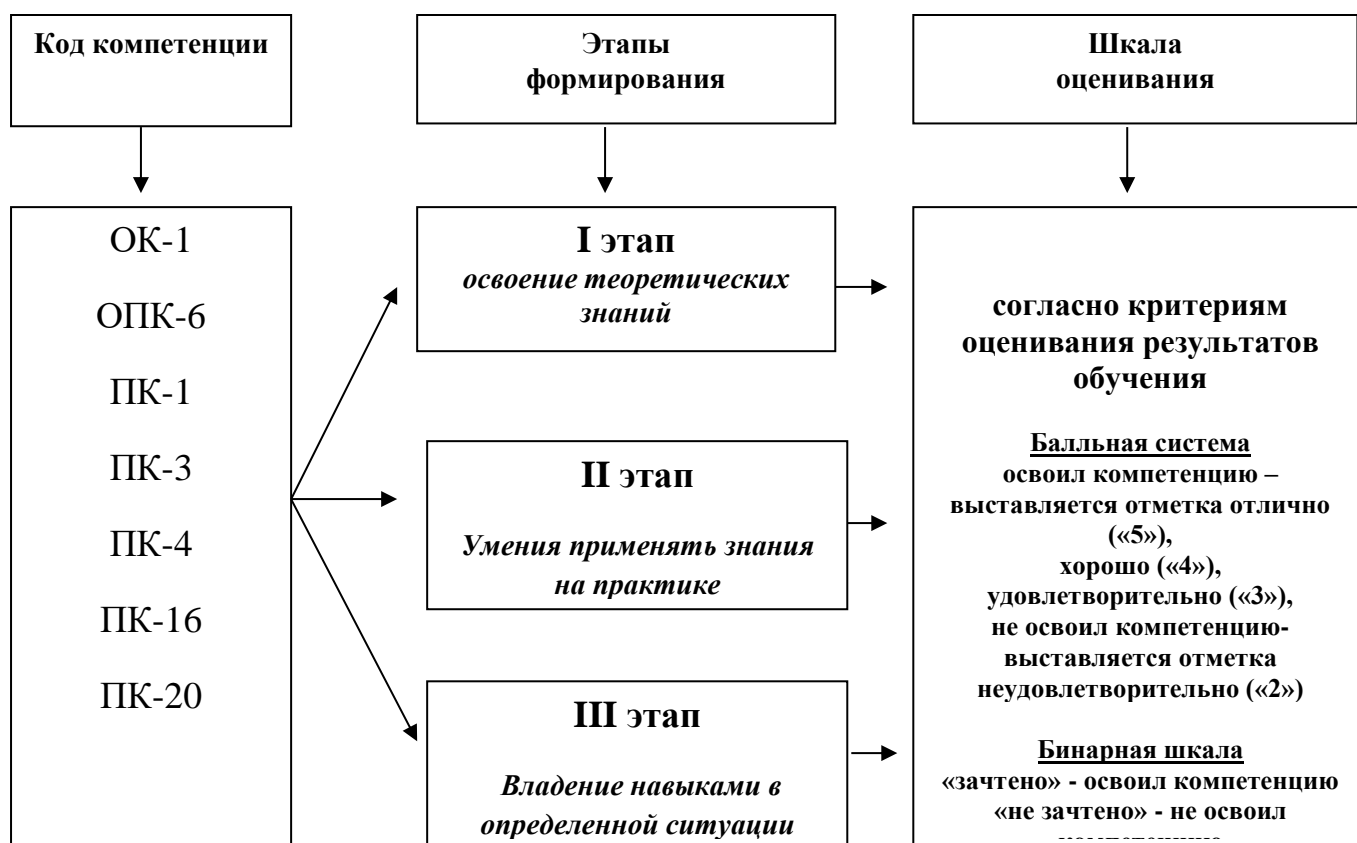 Код компетенции
Этапы
формирования
Шкала
оценивания
ОК-1
ОПК-6
ПК-1
ПК-3
ПК-4
ПК-16
ПК-20
I этап
освоение теоретических
знаний
II этап
Умения применять знания
на практике
III этап
Владение навыками в
определенной ситуации
согласно критериям
оценивания результатов
обучения
Балльная система
освоил компетенцию –
выставляется отметка отлично
(«5»),
хорошо («4»),
удовлетворительно («3»),
не освоил компетенцию-
выставляется отметка
неудовлетворительно («2»)
Бинарная шкала
«зачтено» - освоил компетенцию
«не зачтено» - не освоил